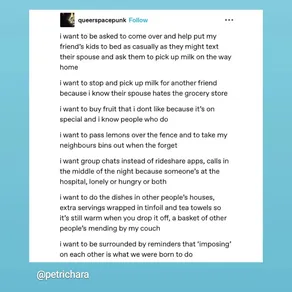 queerspacepunk Follow
i want to be asked to come over and help put my
friend's kids to bed as casually as they might text
their spouse and ask them to pick up milk on the way
home
i want to stop and pick up milk for another friend
because i know their spouse hates the grocery store
i want to buy fruit that i dont like because it's on
special and i know people who do
i want to pass lemons over the fence and to take my
neighbours bins out when the forget
i want group chats instead of rideshare apps, calls in
the middle of the night because someone's at the
hospital, lonely or hungry or both
i want to do the dishes in other people's houses,
extra servings wrapped in tinfoil and tea towels so
it's still warm when you drop it off, a basket of other
people's mending by my couch
i want to be surrounded by reminders that 'imposing'
on each other is what we were born to do
@petrichara